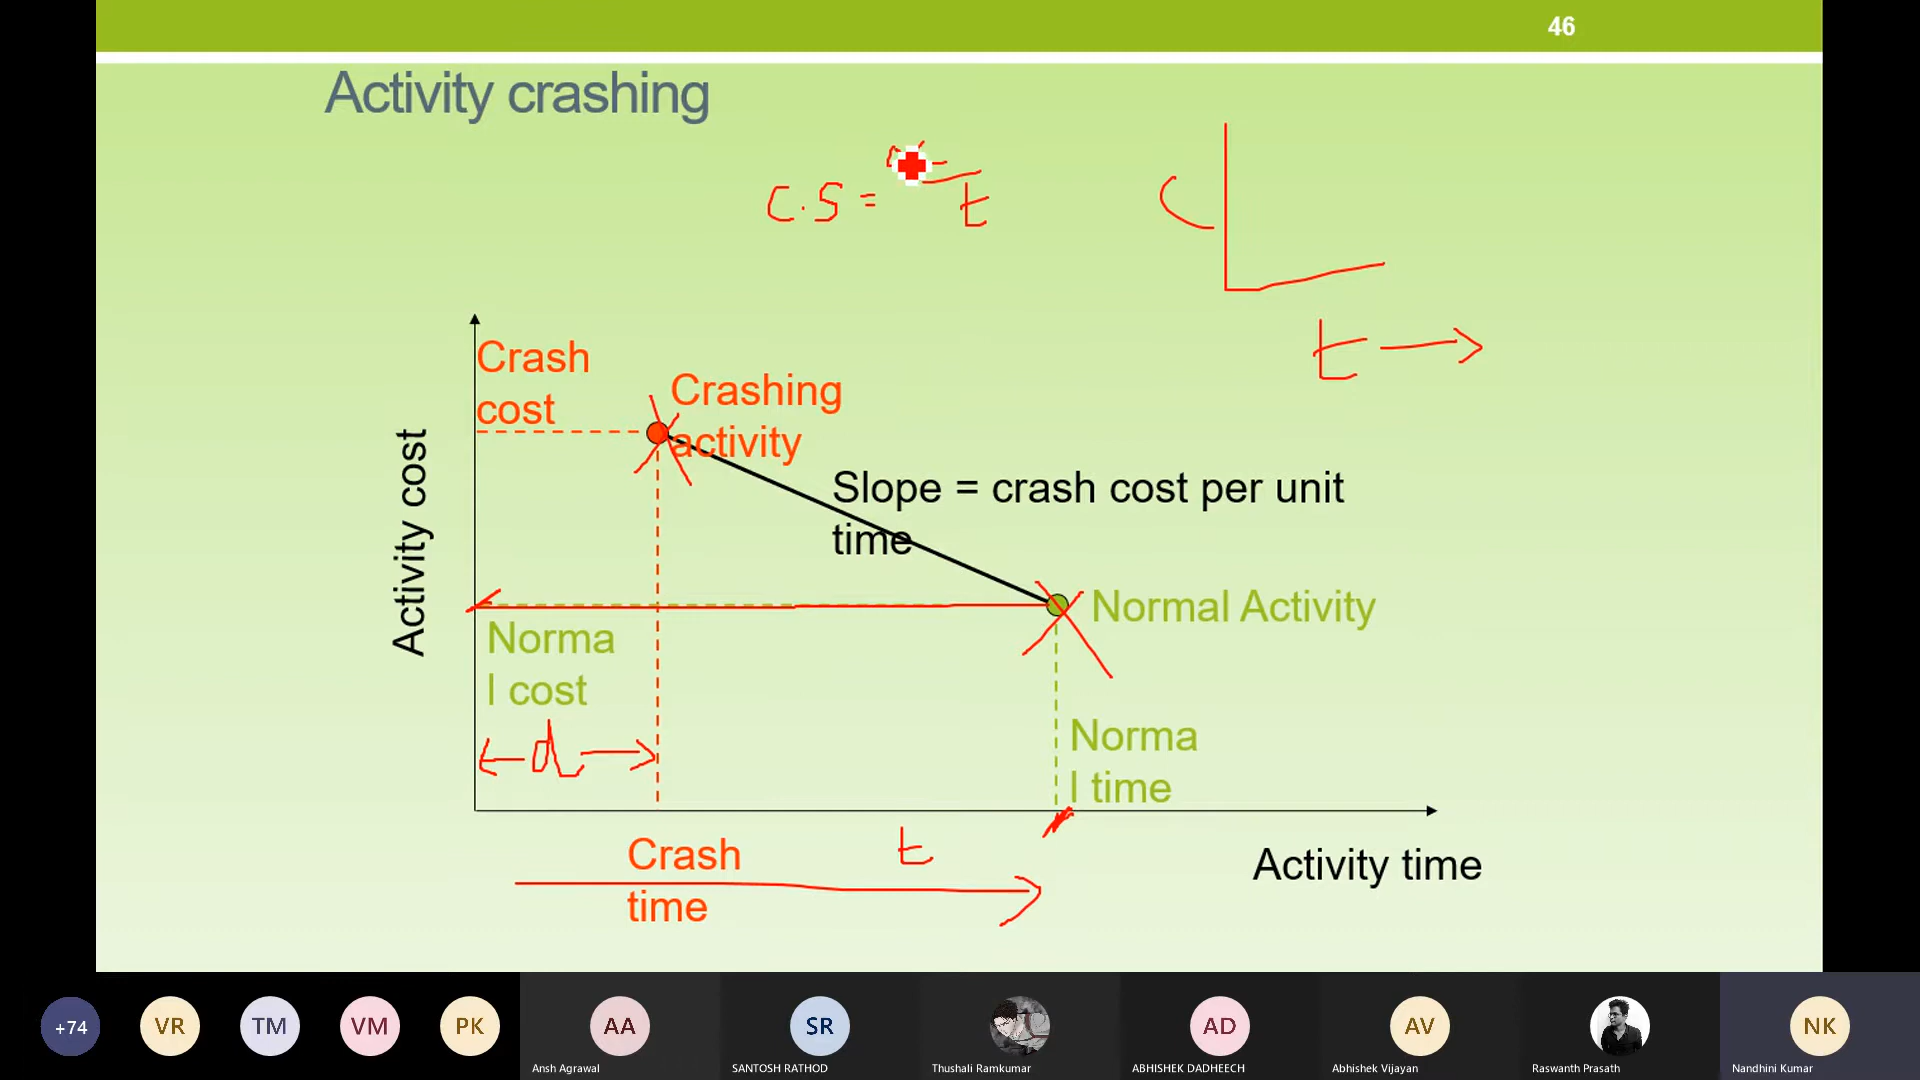 46
Activity crashing
C.S =
t
C
t
Crash
cost
Crashing
activity
Slope = crash cost per unit
time
Activity cost
Normal Activity
Norma
l cost
d
Norma
l time
Crash
time
t
Activity time
+74
VR
TM
VM
PK
AA
SR
AD
AV
NK
Ansh Agrawal
SANTOSH RATHOD
Thushali Ramkumar
ABHISHEK DADHEECH
Abhishek Vijayan
Raswanth Prasath
Nandhini Kumar